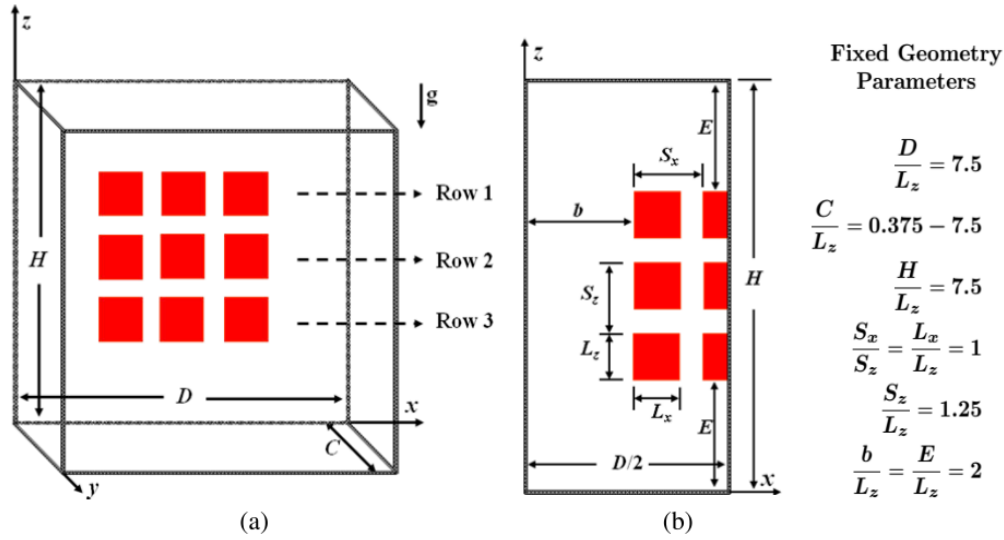 z
g
H
Row 1
Row 2
Row 3
D
x
C
y
(a)
z
E
S_x
b
H
S_z
L_z
L_x
E
D/2
x
(b)
Fixed Geometry
Parameters
D/L_z = 7.5
C/L_z = 0.375 − 7.5
H/L_z = 7.5
S_x/S_z = L_x/L_z = 1
S_z/L_z = 1.25
b/L_z = E/L_z = 2